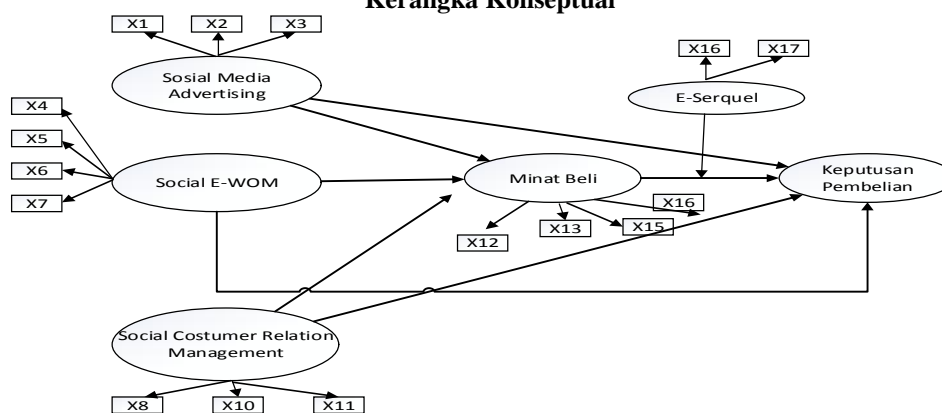 Kerangka Konseptual
X1
X2
X3
X16
X17
Sosial Media
Advertising
E-Serquel
X4
X5
X6
X7
Social E-WOM
Minat Beli
Keputusan
Pembelian
X16
X12
X13
X15
Social Costumer Relation
Management
X8
X10
X11